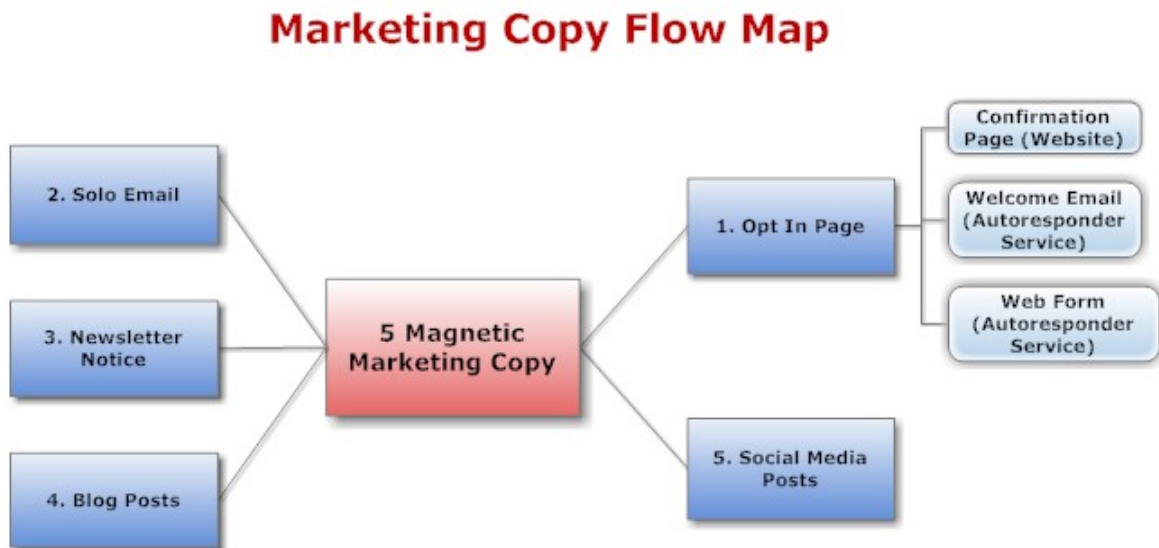 Marketing Copy Flow Map
Confirmation
Page (Website)
2. Solo Email
1. Opt In Page
Welcome Email
(Autoresponder
Service)
3. Newsletter
Notice
5 Magnetic
Marketing Copy
Web Form
(Autoresponder
Service)
4. Blog Posts
5. Social Media
Posts